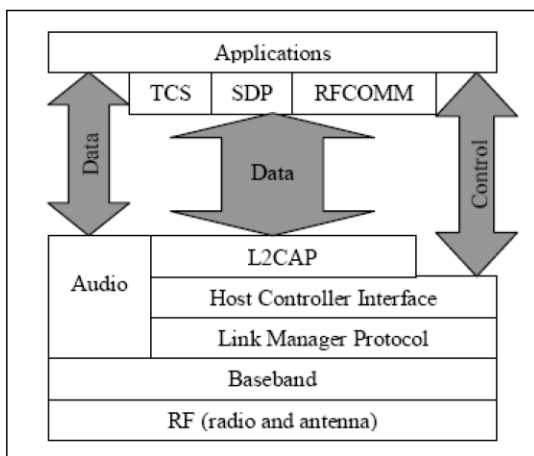 Applications
TCS SDP RFCOMM
Data
Data
Control
L2CAP
Audio
Host Controller Interface
Link Manager Protocol
Baseband
RF (radio and antenna)